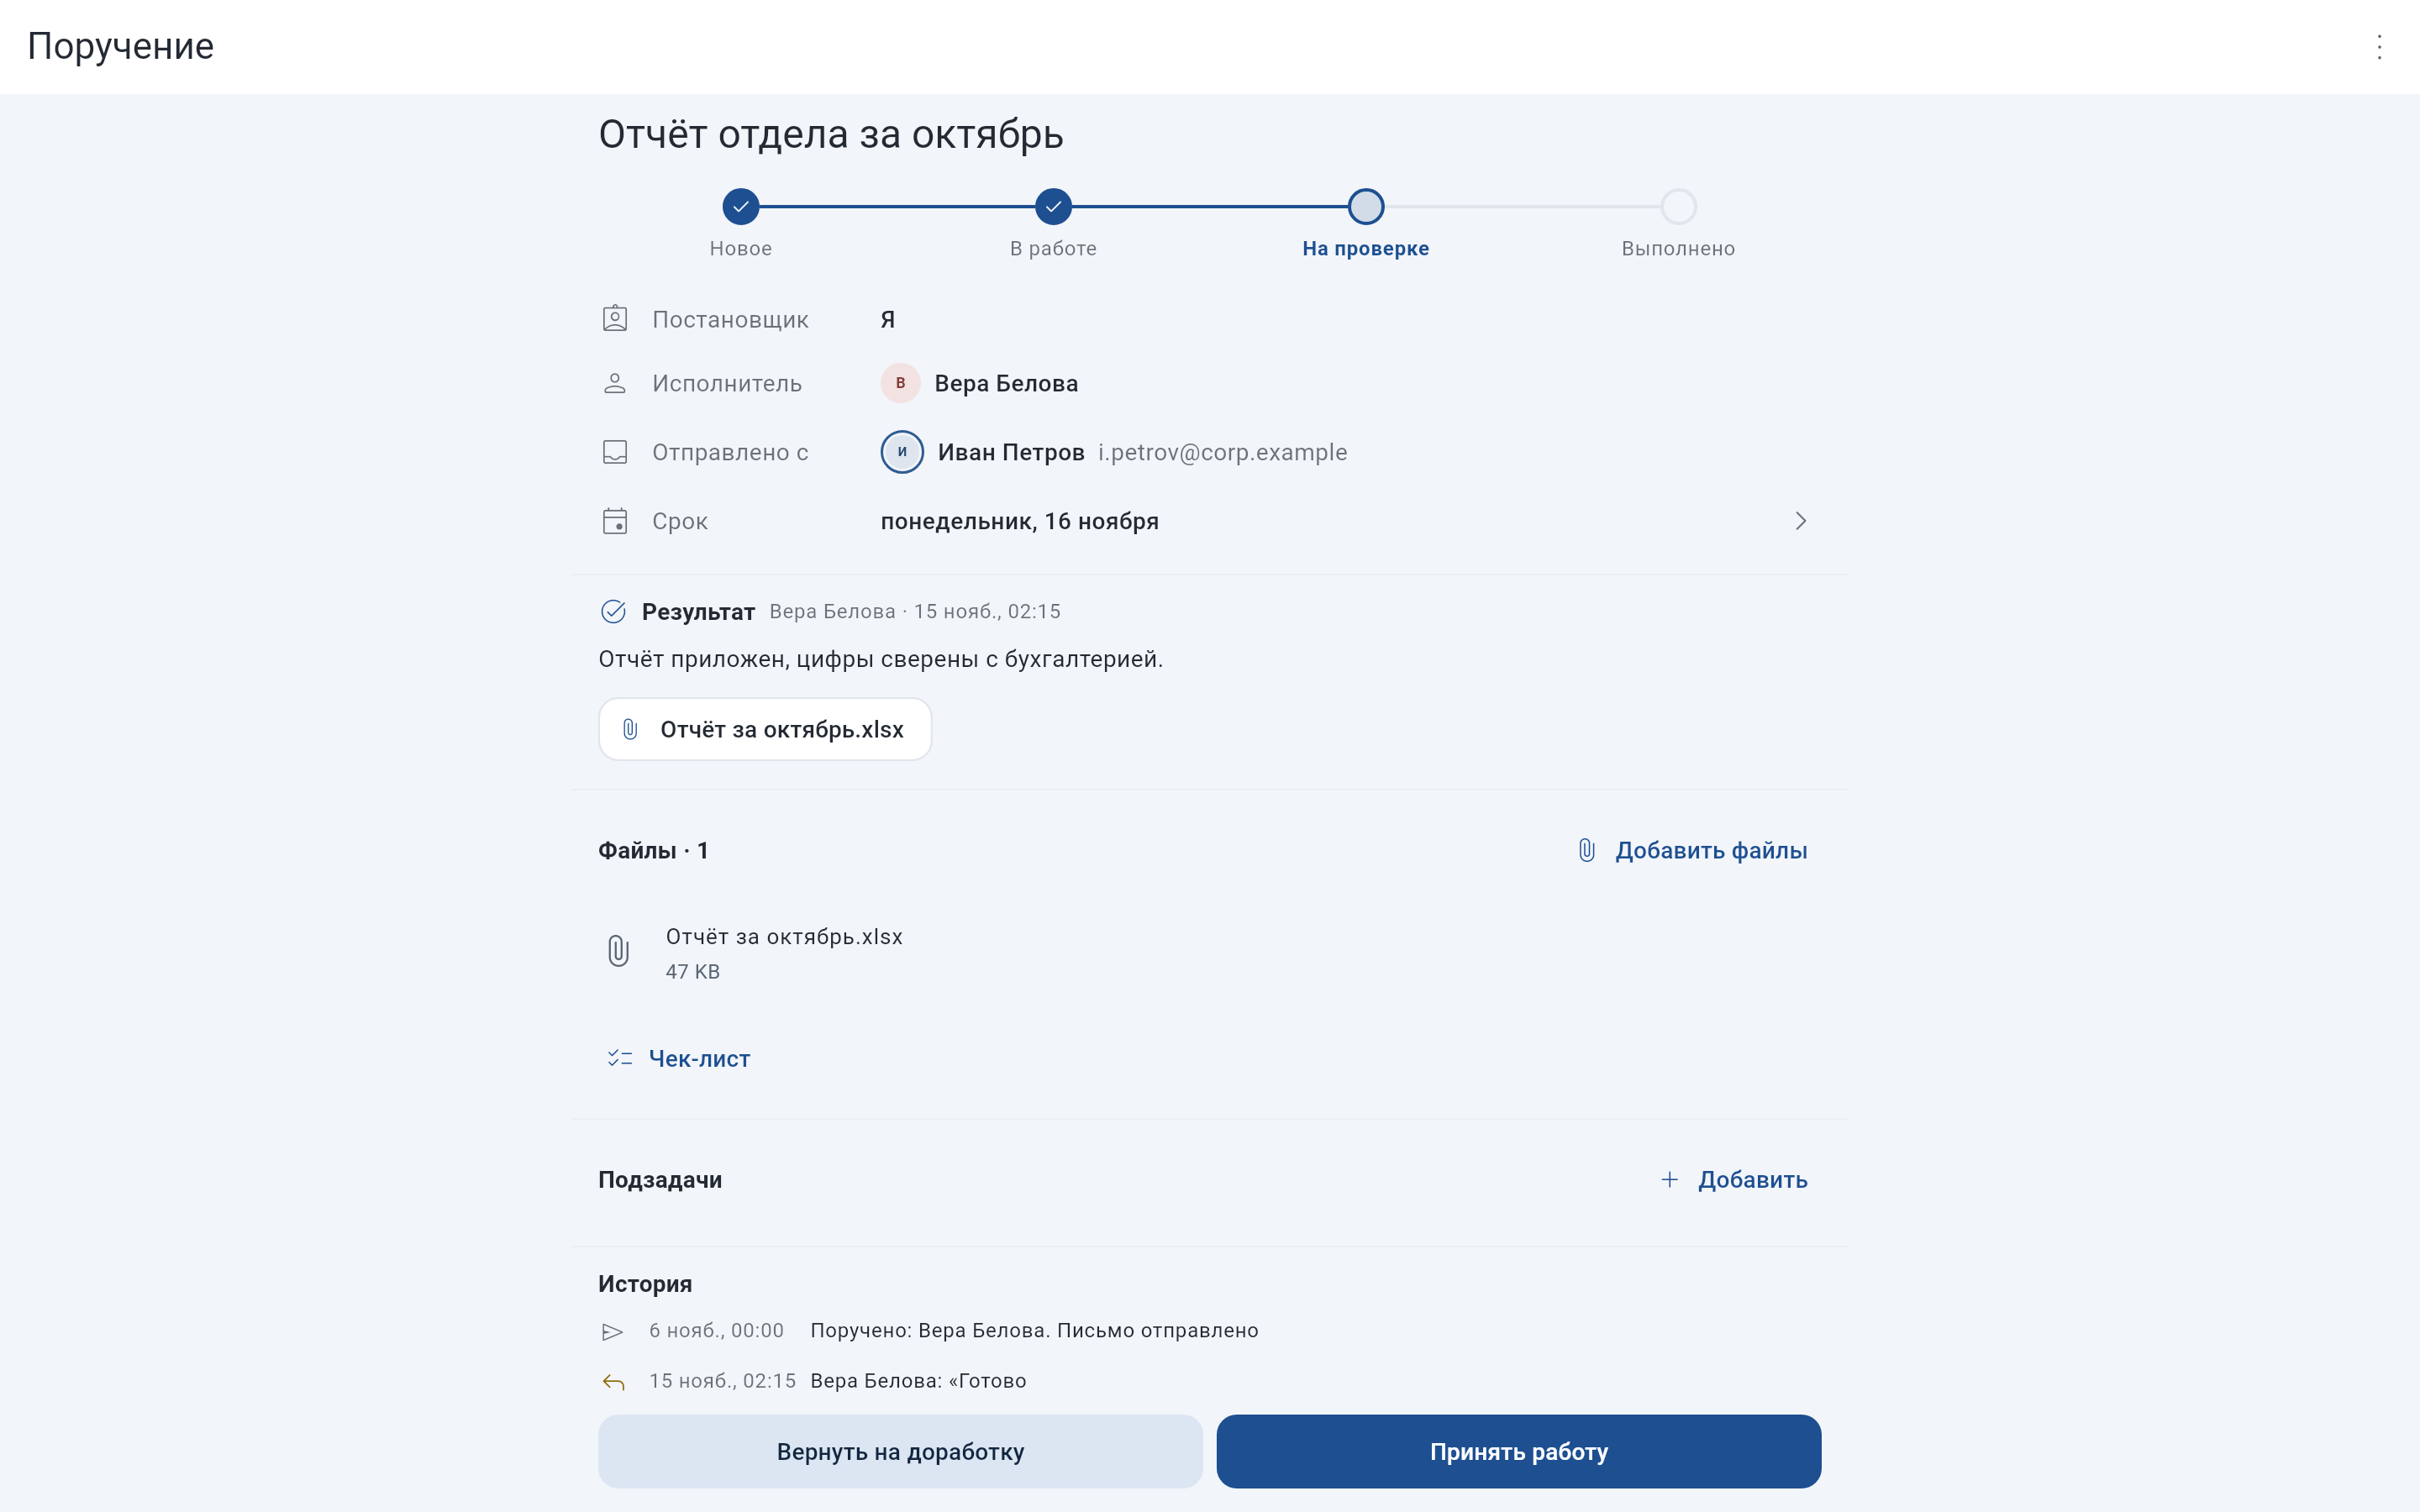 Поручение
Отчёт отдела за октябрь
Новое
В работе
На проверке
Выполнено
Постановщик Я
Исполнитель В Вера Белова
Отправлено с И Иван Петров i.petrov@corp.example
Срок понедельник, 16 ноября
Результат Вера Белова · 15 нояб., 02:15
Отчёт приложен, цифры сверены с бухгалтерией.
Отчёт за октябрь.xlsx
Файлы · 1 Добавить файлы
Отчёт за октябрь.xlsx
47 KB
Чек-лист
Подзадачи Добавить
История
6 нояб., 00:00 Поручено: Вера Белова. Письмо отправлено
15 нояб., 02:15 Вера Белова: «Готово
Вернуть на доработку Принять работу